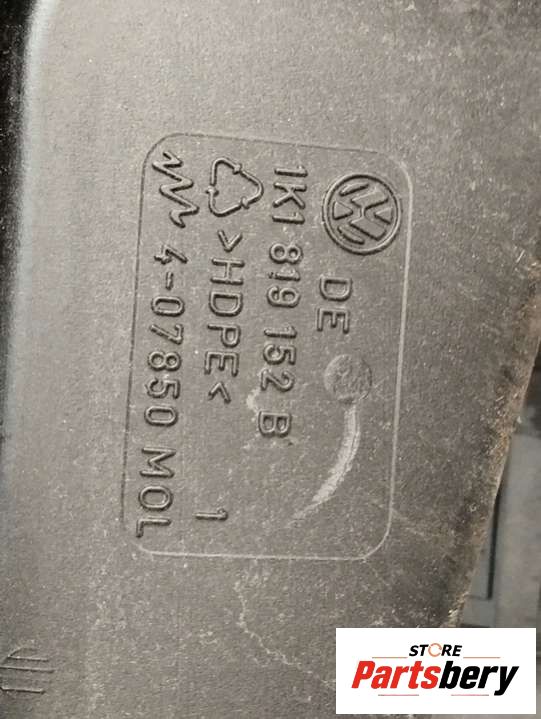 DE
1K1 819 152 B
>HDPE< 1
4-07850 MOL
STORE
Partsbery